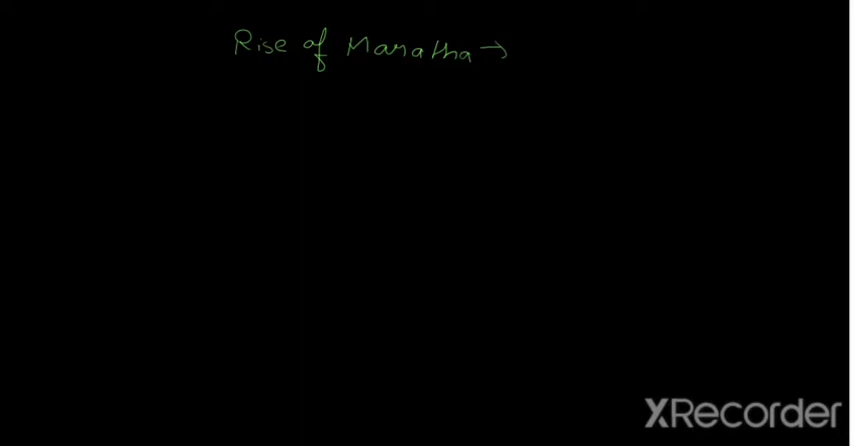 Rise of Maratha →
XRecorder